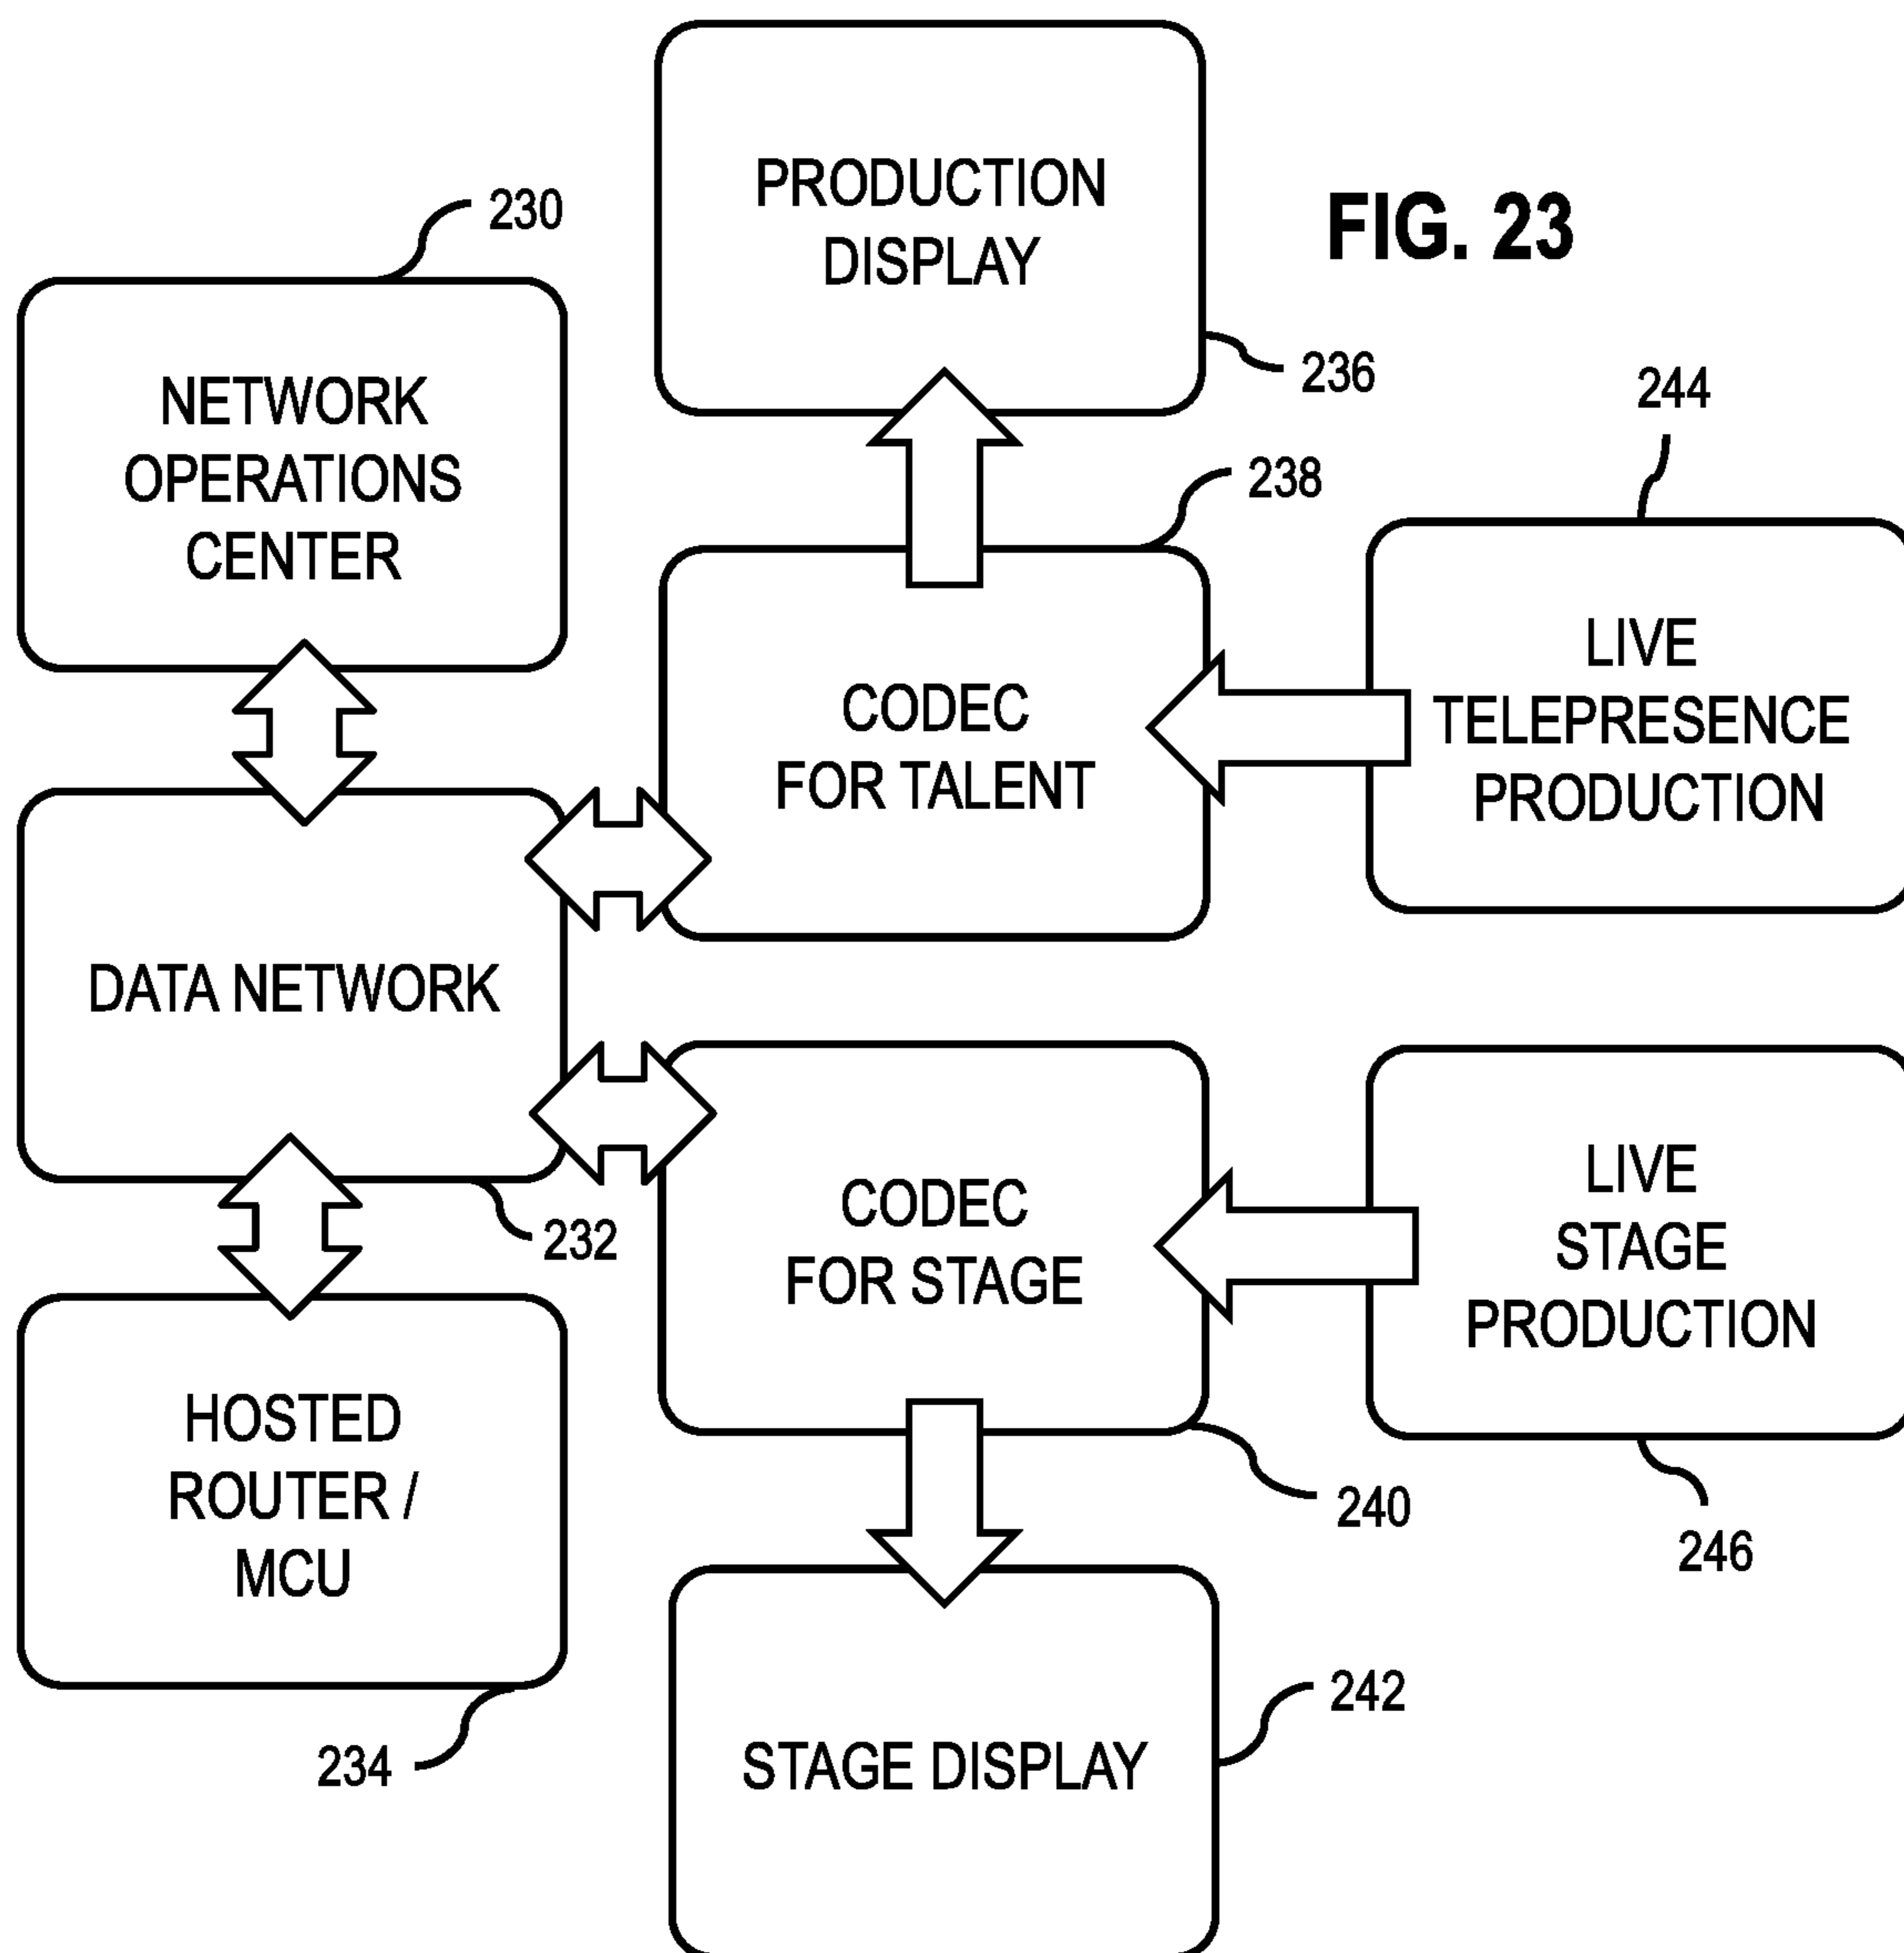 PRODUCTION
DISPLAY
FIG. 23
230
236
NETWORK
OPERATIONS
CENTER
244
238
LIVE
TELEPRESENCE
PRODUCTION
CODEC
FOR TALENT
DATA NETWORK
232
CODEC
FOR STAGE
LIVE
STAGE
PRODUCTION
HOSTED
ROUTER /
MCU
240
246
234
242
STAGE DISPLAY